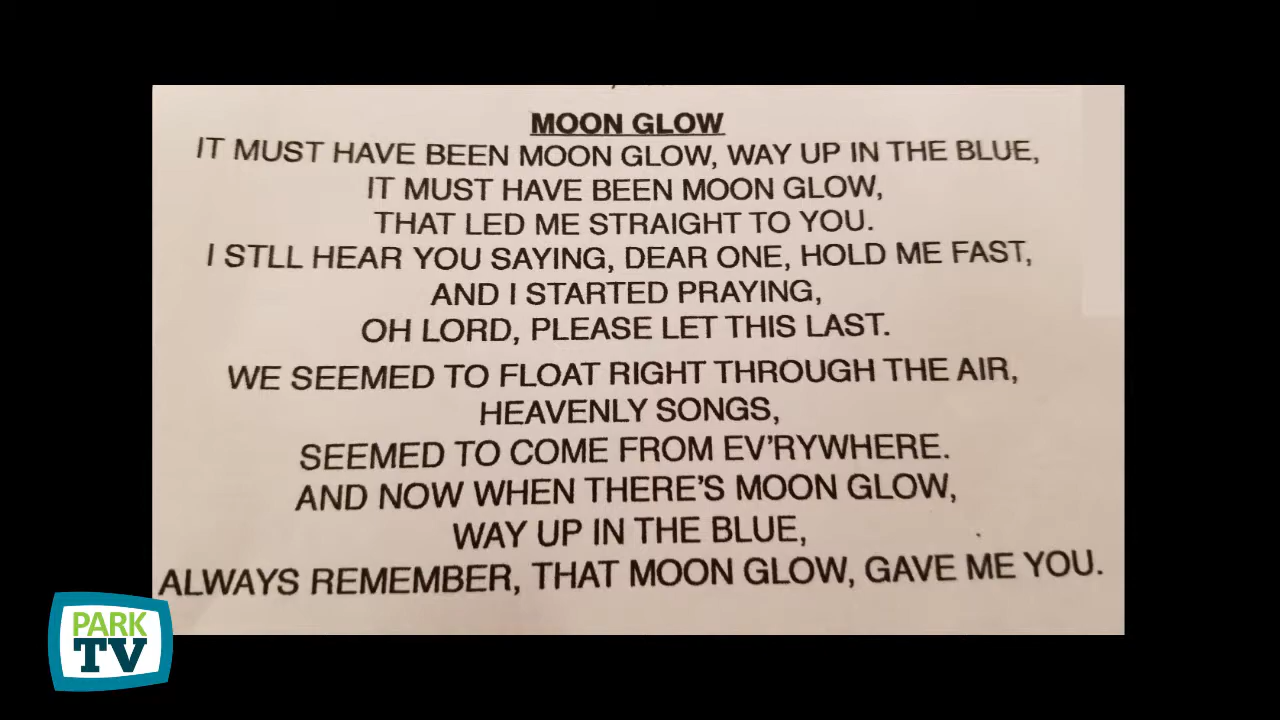 MOON GLOW
IT MUST HAVE BEEN MOON GLOW, WAY UP IN THE BLUE,
IT MUST HAVE BEEN MOON GLOW,
THAT LED ME STRAIGHT TO YOU.
I STLL HEAR YOU SAYING, DEAR ONE, HOLD ME FAST,
AND I STARTED PRAYING,
OH LORD, PLEASE LET THIS LAST.
WE SEEMED TO FLOAT RIGHT THROUGH THE AIR,
HEAVENLY SONGS,
SEEMED TO COME FROM EV'RYWHERE.
AND NOW WHEN THERE'S MOON GLOW,
WAY UP IN THE BLUE,
ALWAYS REMEMBER, THAT MOON GLOW, GAVE ME YOU.
PARK
TV